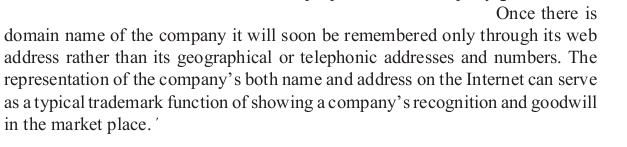 Once there is
domain name of the company it will soon be remembered only through its web
address rather than its geographical or telephonic addresses and numbers. The
representation of the company's both name and address on the Internet can serve
as a typical trademark function of showing a company's recognition and goodwill
in the market place. '